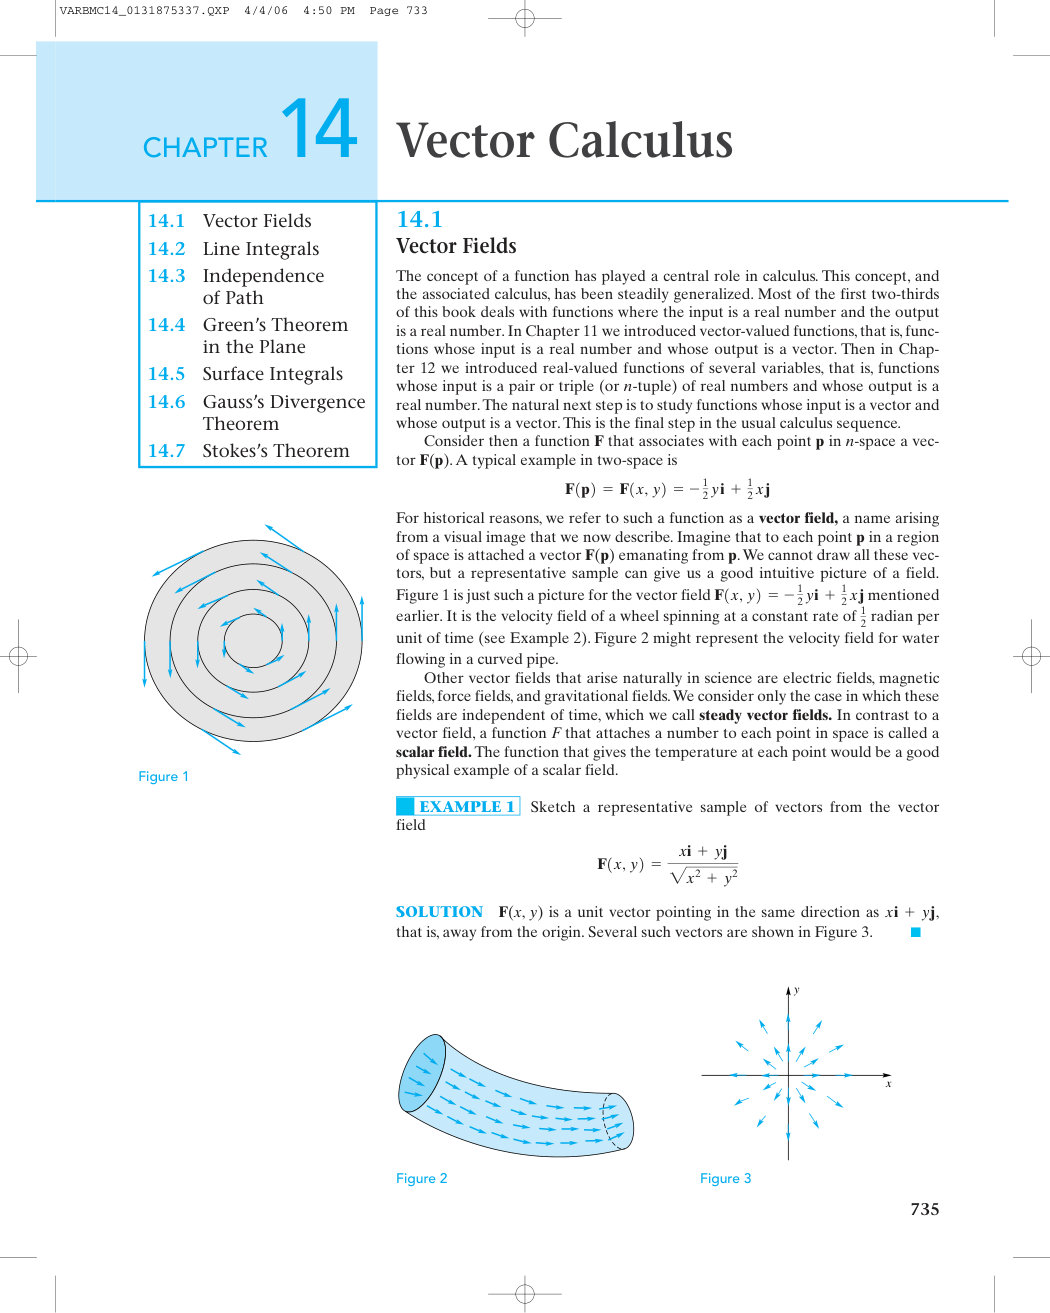 VARBMC14_0131875337.QXP 4/4/06 4:50 PM Page 733
CHAPTER 14
Vector Calculus
14.1 Vector Fields
14.2 Line Integrals
14.3 Independence
of Path
14.4 Green's Theorem
in the Plane
14.5 Surface Integrals
14.6 Gauss's Divergence
Theorem
14.7 Stokes's Theorem
Figure 1
14.1
Vector Fields
The concept of a function has played a central role in calculus. This concept, and
the associated calculus, has been steadily generalized. Most of the first two-thirds
of this book deals with functions where the input is a real number and the output
is a real number. In Chapter 11 we introduced vector-valued functions, that is, func-
tions whose input is a real number and whose output is a vector. Then in Chap-
ter 12 we introduced real-valued functions of several variables, that is, functions
whose input is a pair or triple (or n-tuple) of real numbers and whose output is a
real number. The natural next step is to study functions whose input is a vector and
whose output is a vector. This is the final step in the usual calculus sequence.
Consider then a function F that associates with each point p in n-space a vec-
tor F(p). A typical example in two-space is
F(p) = F(x, y) = −1/2 yi + 1/2 xj
For historical reasons, we refer to such a function as a vector field, a name arising
from a visual image that we now describe. Imagine that to each point p in a region
of space is attached a vector F(p) emanating from p. We cannot draw all these vec-
tors, but a representative sample can give us a good intuitive picture of a field.
Figure 1 is just such a picture for the vector field F(x, y) = −1/2 yi + 1/2 xj mentioned
earlier. It is the velocity field of a wheel spinning at a constant rate of 1/2 radian per
unit of time (see Example 2). Figure 2 might represent the velocity field for water
flowing in a curved pipe.
Other vector fields that arise naturally in science are electric fields, magnetic
fields, force fields, and gravitational fields. We consider only the case in which these
fields are independent of time, which we call steady vector fields. In contrast to a
vector field, a function F that attaches a number to each point in space is called a
scalar field. The function that gives the temperature at each point would be a good
physical example of a scalar field.
EXAMPLE 1 Sketch a representative sample of vectors from the vector
field
F(x, y) = (xi + yj)/√(x² + y²)
SOLUTION F(x, y) is a unit vector pointing in the same direction as xi + yj,
that is, away from the origin. Several such vectors are shown in Figure 3.
y
x
Figure 2
Figure 3
735